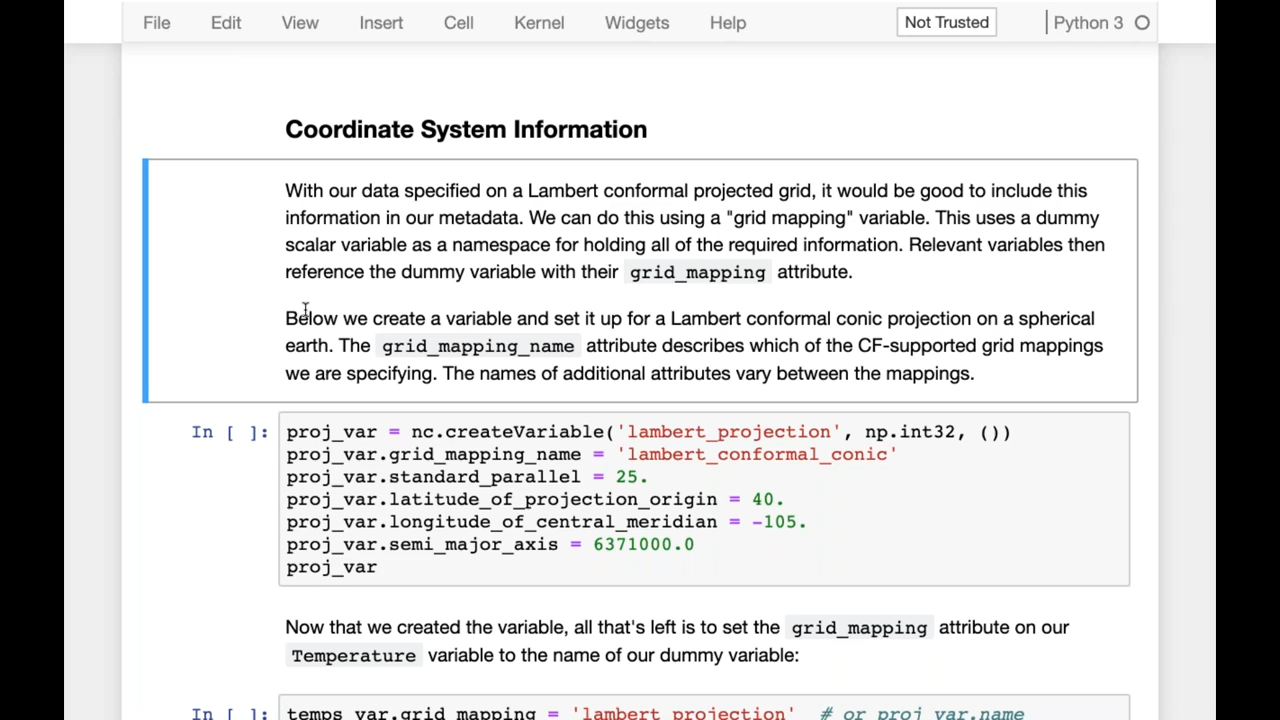 File Edit View Insert Cell Kernel Widgets Help Not Trusted Python 3
Coordinate System Information
With our data specified on a Lambert conformal projected grid, it would be good to include this
information in our metadata. We can do this using a "grid mapping" variable. This uses a dummy
scalar variable as a namespace for holding all of the required information. Relevant variables then
reference the dummy variable with their grid_mapping attribute.
Below we create a variable and set it up for a Lambert conformal conic projection on a spherical
earth. The grid_mapping_name attribute describes which of the CF-supported grid mappings
we are specifying. The names of additional attributes vary between the mappings.
In [ ]: proj_var = nc.createVariable('lambert_projection', np.int32, ())
proj_var.grid_mapping_name = 'lambert_conformal_conic'
proj_var.standard_parallel = 25.
proj_var.latitude_of_projection_origin = 40.
proj_var.longitude_of_central_meridian = -105.
proj_var.semi_major_axis = 6371000.0
proj_var
Now that we created the variable, all that's left is to set the grid_mapping attribute on our
Temperature variable to the name of our dummy variable:
In [ ]: temps_var.grid_mapping = 'lambert_projection' # or proj_var.name